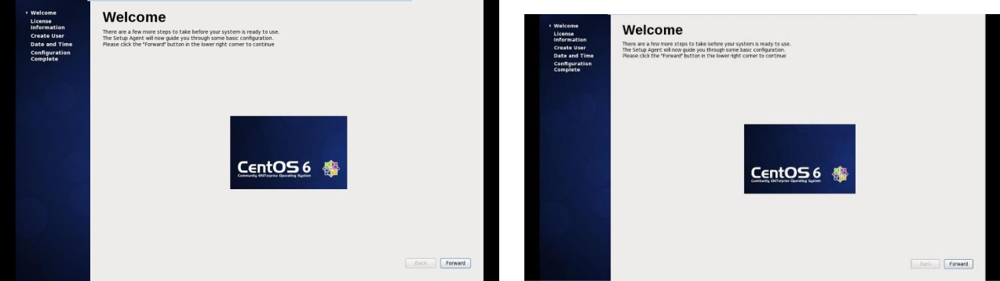 Welcome
License
Information
Create User
Date and Time
Configuration
Complete
Welcome
There are a few more steps to take before your system is ready to use.
The Setup Agent will now guide you through some basic configuration.
Please click the "Forward" button in the lower right corner to continue
CentOS 6
Community ENTerprise Operating System
Back
Forward
Welcome
License
Information
Create User
Date and Time
Configuration
Complete
Welcome
There are a few more steps to take before your system is ready to use.
The Setup Agent will now guide you through some basic configuration.
Please click the "Forward" button in the lower right corner to continue
CentOS 6
Community ENTerprise Operating System
Back
Forward